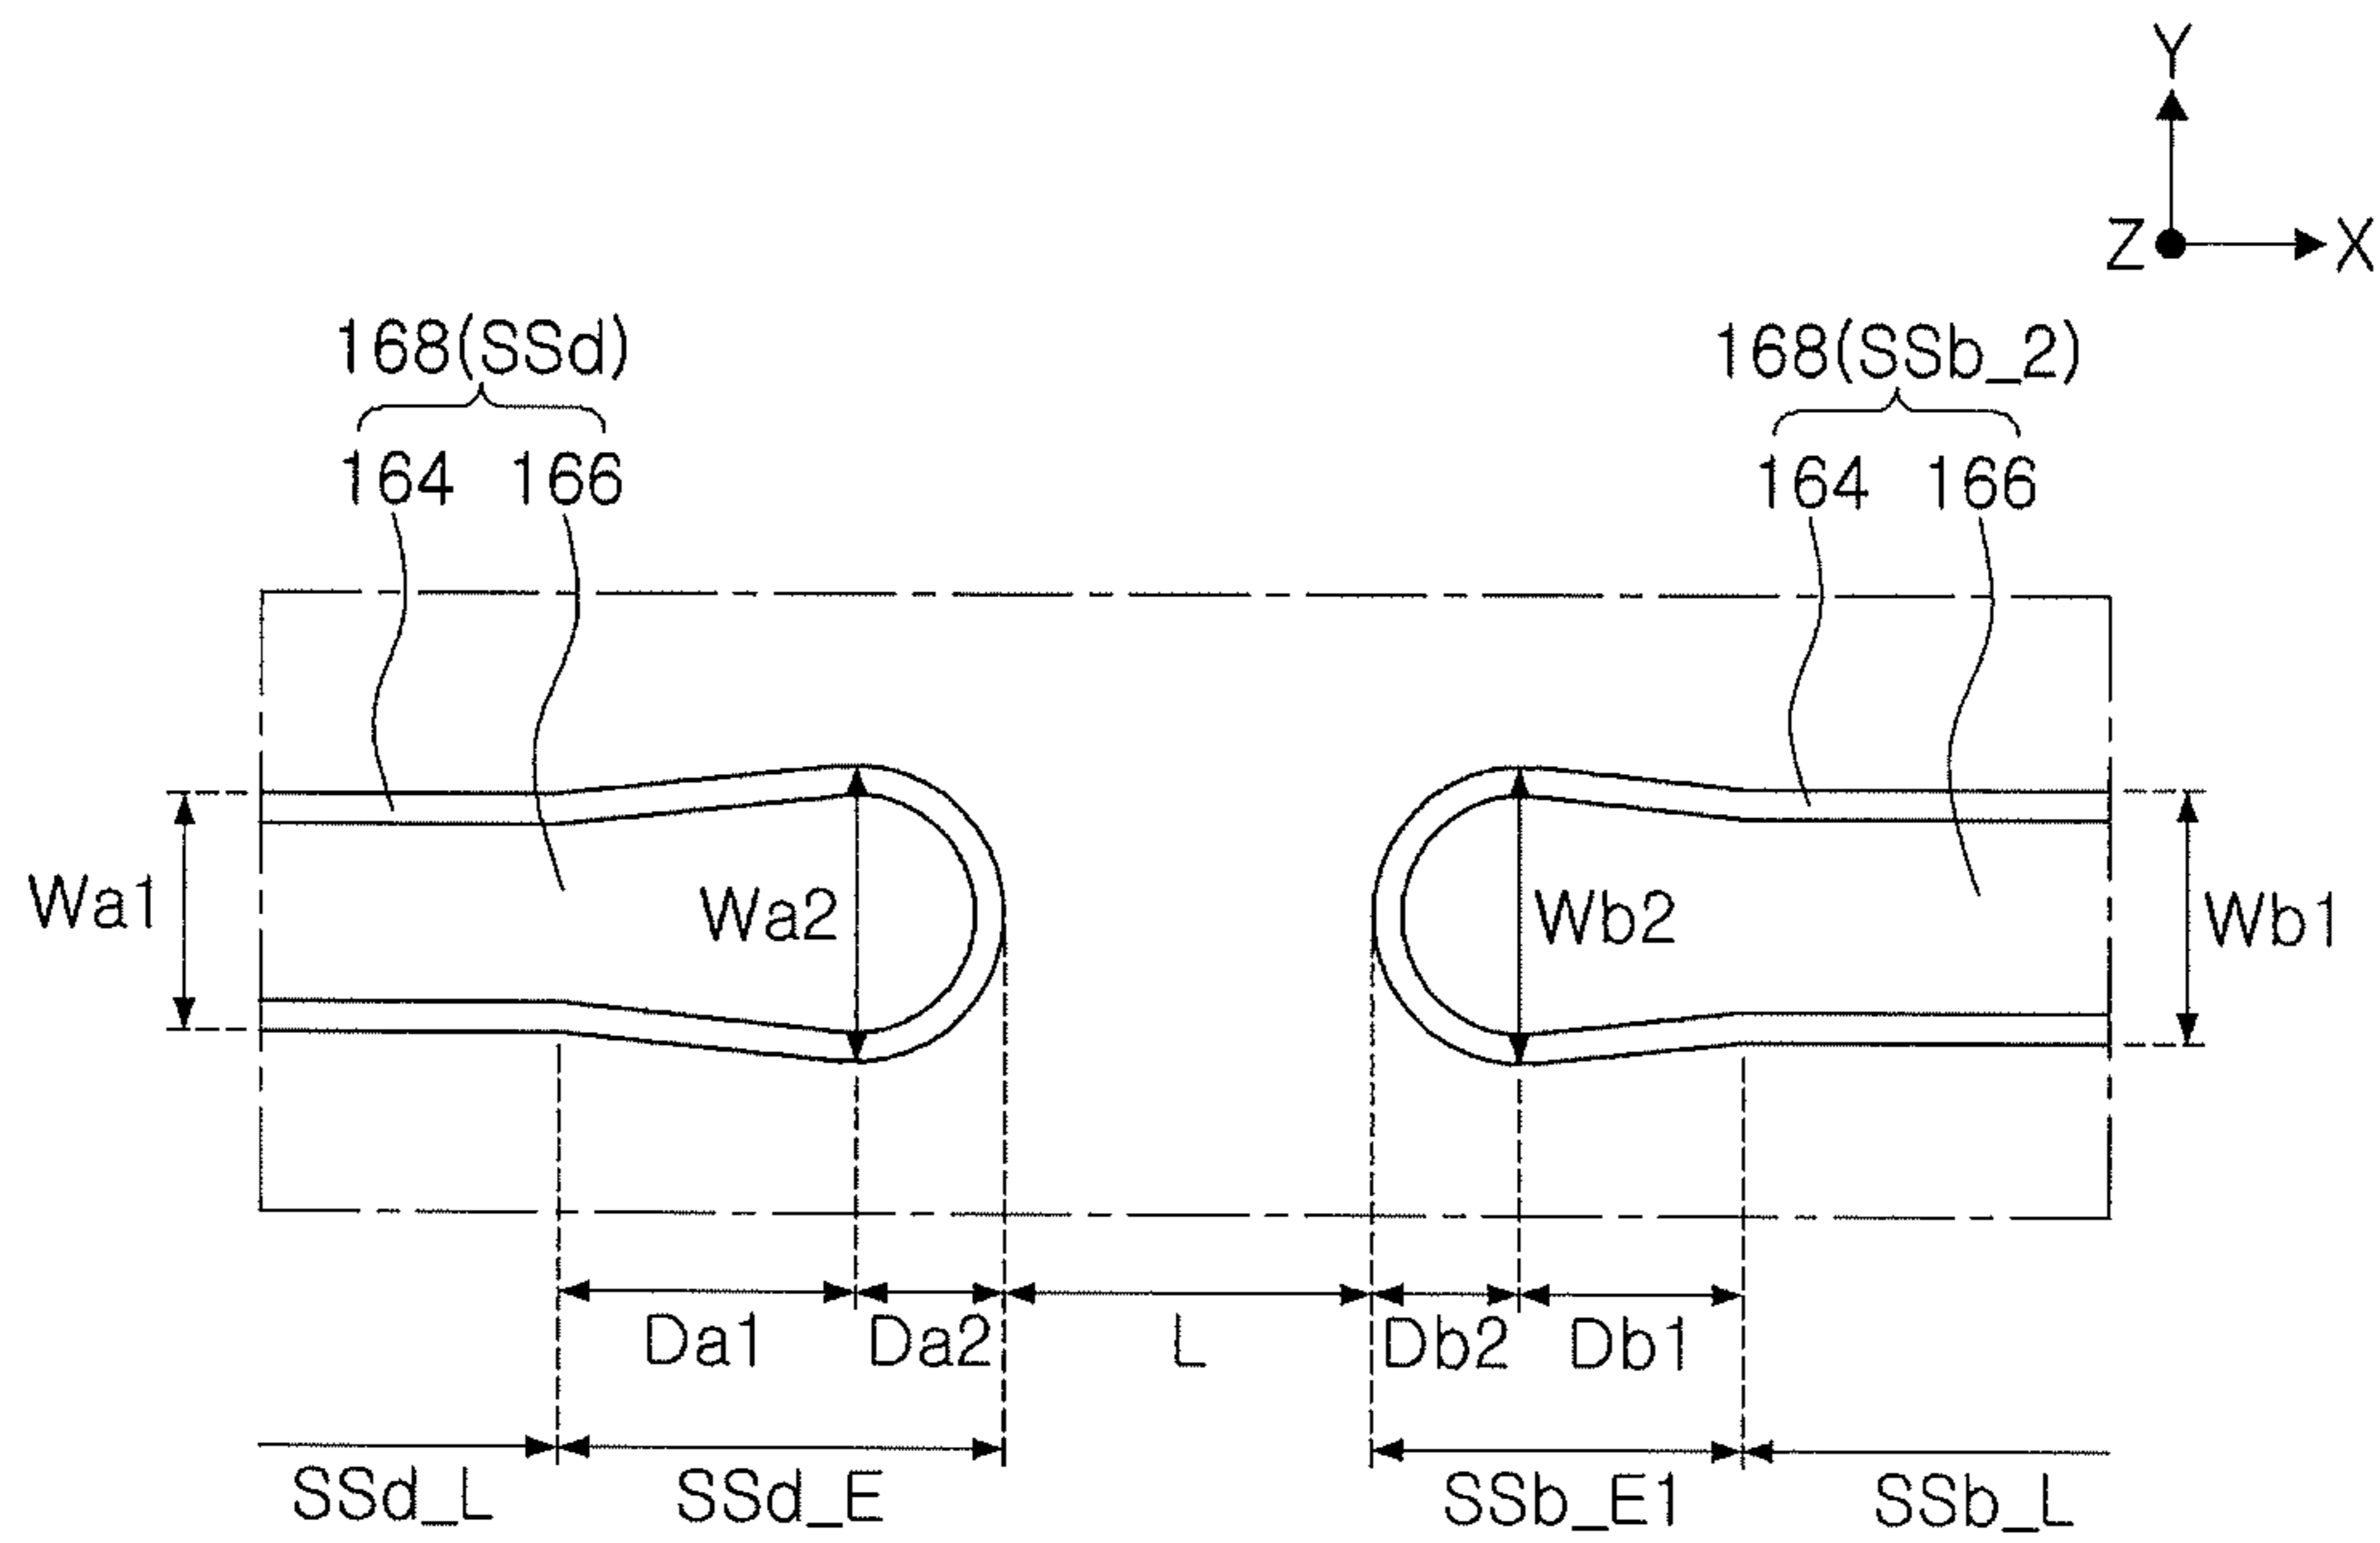 Y
Z X
168(SSd) 168(SSb_2)
164 166 164 166
Wa1 Wa2 Wb2 Wb1
Da1 Da2 L Db2 Db1
SSd_L SSd_E SSb_E1 SSb_L